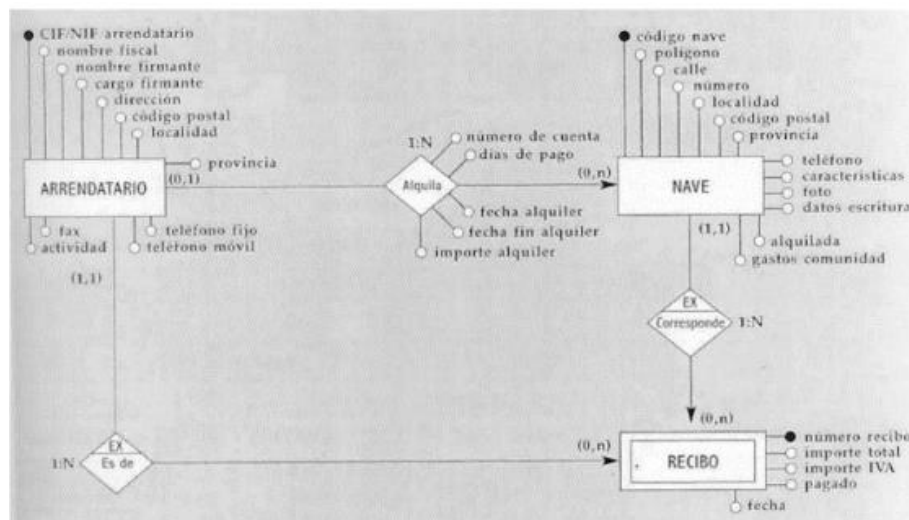 CIF/NIF arrendatario
nombre fiscal
nombre firmante
cargo firmante
dirección
código postal
localidad
provincia
ARRENDATARIO
(0,1)
fax
actividad
teléfono fijo
teléfono móvil
(1,1)
1:N
Alquila
número de cuenta
días de pago
(0,n)
fecha alquiler
fecha fin alquiler
importe alquiler
código nave
polígono
calle
número
localidad
código postal
provincia
NAVE
teléfono
características
foto
datos escritura
alquilada
gastos comunidad
(1,1)
EX
Corresponde
1:N
(0,n)
EX
Es de
1:N
(0,n)
RECIBO
número recibo
importe total
importe IVA
pagado
fecha